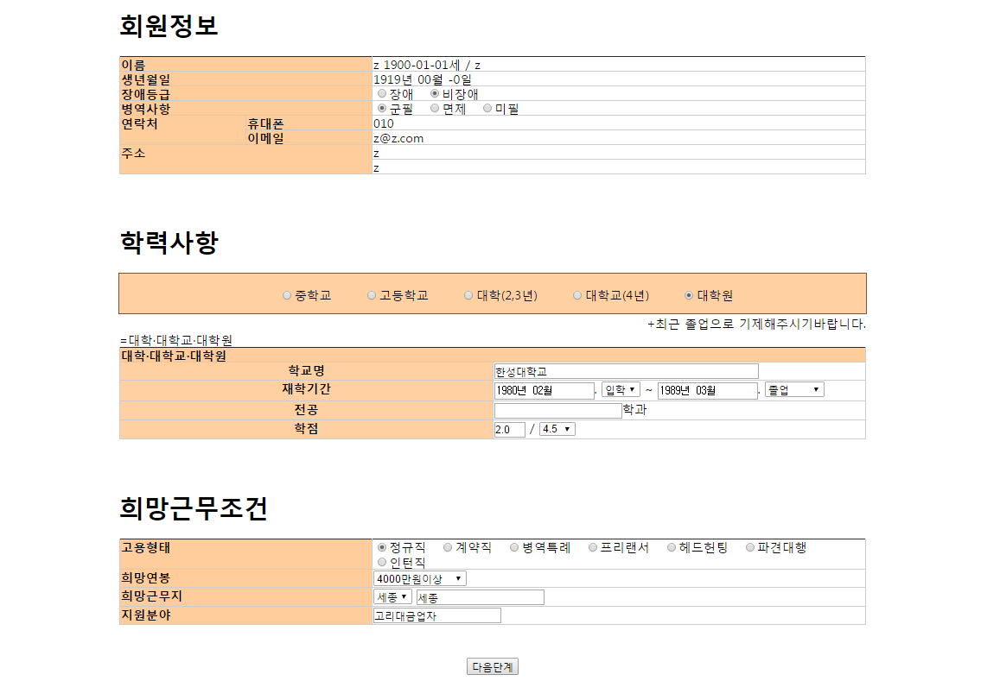 회원정보
이름 z 1900-01-01세 / z
생년월일 1919년 00월 -0일
장애등급 장애 비장애
병역사항 군필 면제 미필
연락처 휴대폰 010
이메일 z@z.com
주소 z
z
학력사항
중학교 고등학교 대학(2,3년) 대학교(4년) 대학원
+최근 졸업으로 기제해주시기바랍니다.
=대학·대학교·대학원
대학·대학교·대학원
학교명 한성대학교
재학기간 1980년 02월 . 입학 ~ 1989년 03월 . 졸업
전공 학과
학점 2.0 / 4.5
희망근무조건
고용형태 정규직 계약직 병역특례 프리랜서 헤드헌팅 파견대행
인턴직
희망연봉 4000만원이상
희망근무지 세종 세종
지원분야 고리대금업자
다음단계